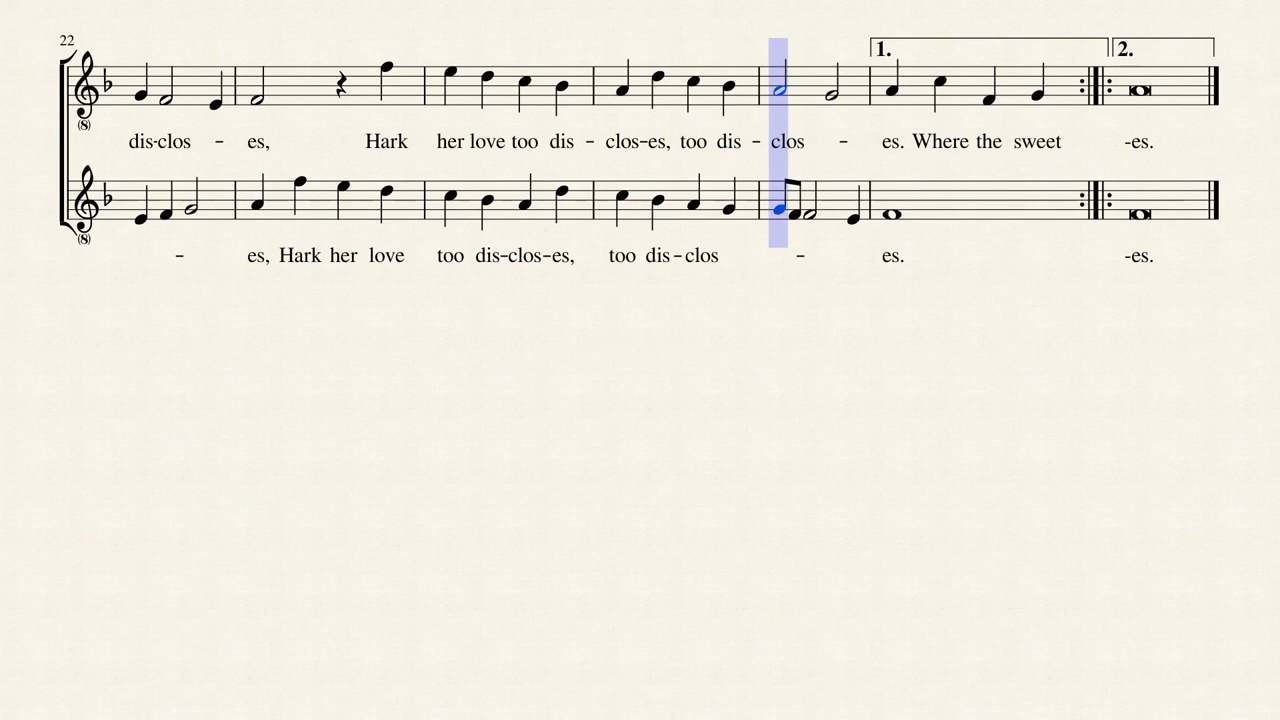 22
1. 2.
(8)
dis-clos - es, Hark her love too dis - clos-es, too dis - clos - es. Where the sweet -es.
(8)
- es, Hark her love too dis-clos-es, too dis-clos - es. -es.